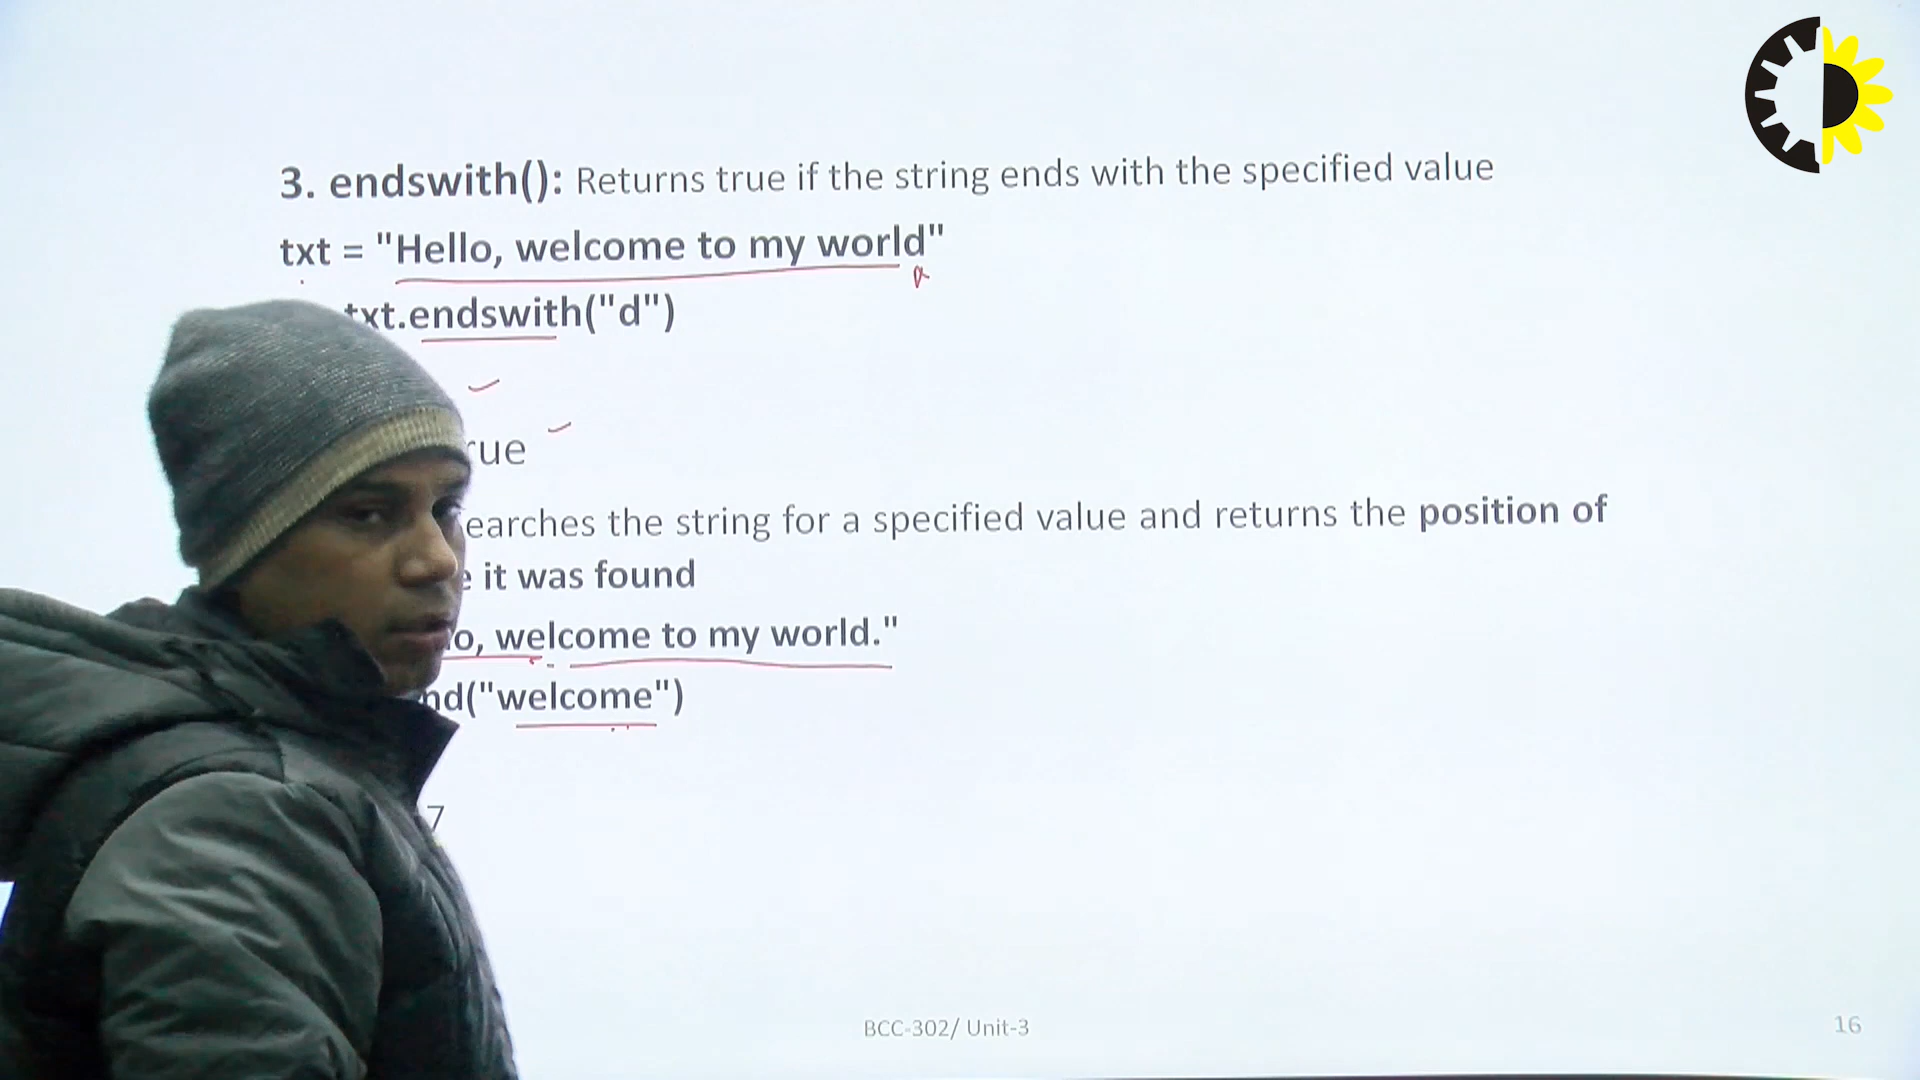 3. endswith(): Returns true if the string ends with the specified value
txt = "Hello, welcome to my world"
txt.endswith("d")
earches the string for a specified value and returns the position of
it was found
o, welcome to my world."
nd("welcome")
7
BCC-302/ Unit-3
16